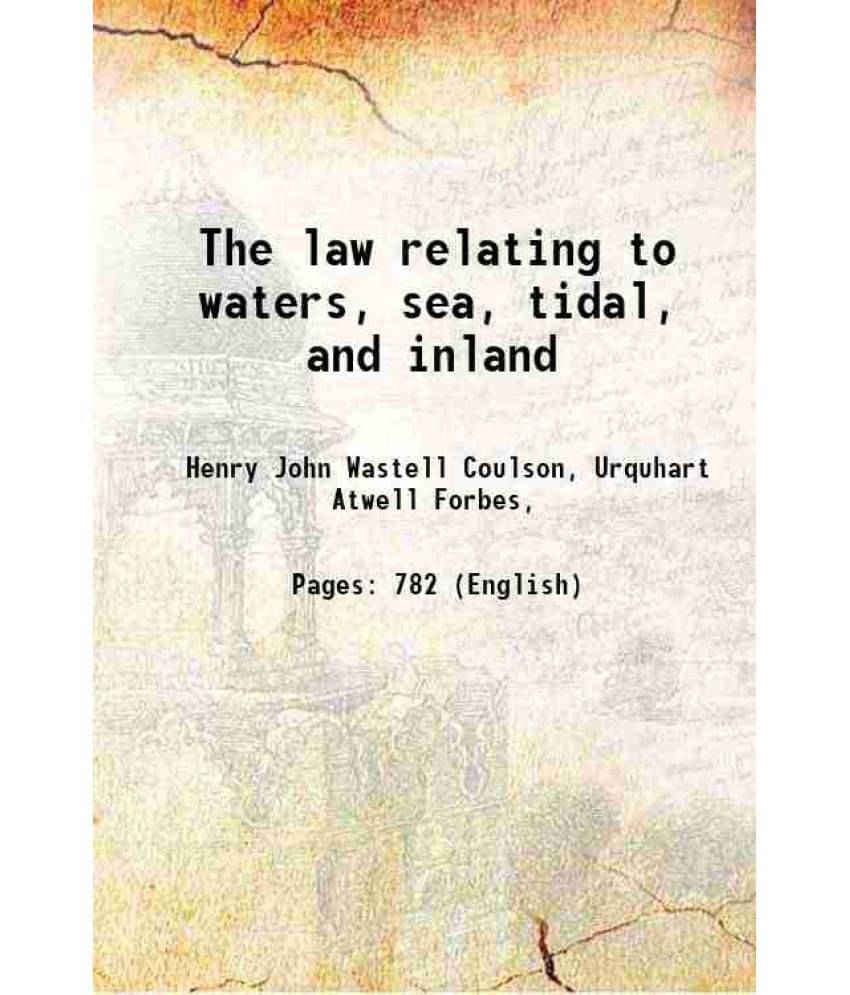 The law relating to
waters, sea, tidal,
and inland
Henry John Wastell Coulson, Urquhart
Atwell Forbes,
Pages: 782 (English)